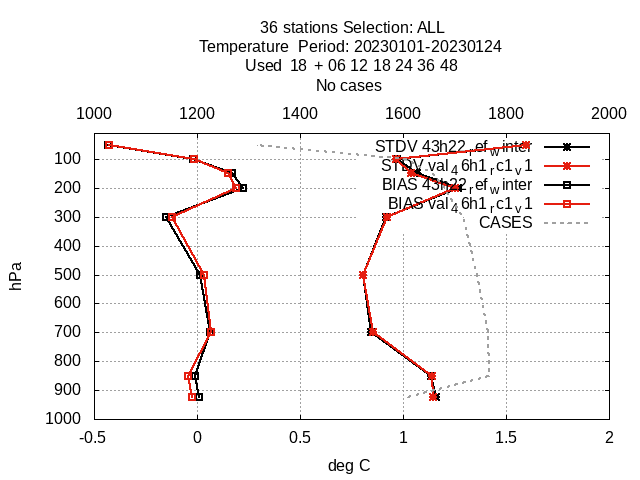 36 stations Selection: ALL
Temperature Period: 20230101-20230124
Used 18 + 06 12 18 24 36 48
No cases
1000 1200 1400 1600 1800 2000
STDV 43h22_ref_winter
STDV val_46h1_rc1_v1
BIAS 43h22_ref_winter
BIAS val_46h1_rc1_v1
CASES
100
200
300
400
500
600
700
800
900
1000
hPa
-0.5 0 0.5 1 1.5 2
deg C